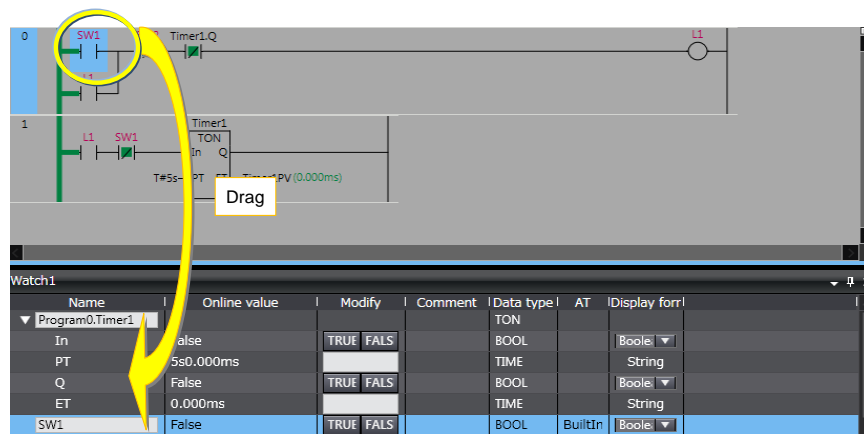 0 SW1 Timer1.Q L1
L1
1 Timer1
L1 SW1 TON
In Q
T#5s PT ET Timer1PV (0.000ms)
Drag
Watch1
Name Online value Modify Comment Data type AT Display forr
Program0.Timer1 TON
In alse TRUE FALS BOOL Boole
PT 5s0.000ms TIME String
Q False TRUE FALS BOOL Boole
ET 0.000ms TIME String
SW1 False TRUE FALS BOOL BuiltIn Boole